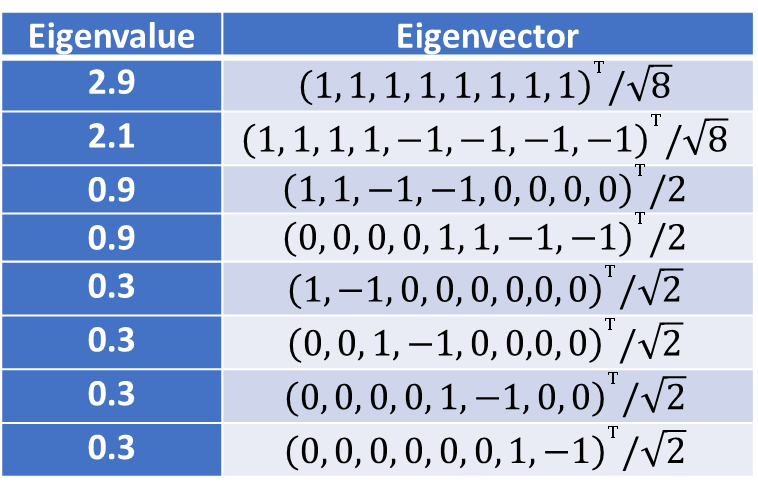 Eigenvalue Eigenvector
2.9 (1, 1, 1, 1, 1, 1, 1, 1)ᵀ/√8
2.1 (1, 1, 1, 1, −1, −1, −1, −1)ᵀ/√8
0.9 (1, 1, −1, −1, 0, 0, 0, 0)ᵀ/2
0.9 (0, 0, 0, 0, 1, 1, −1, −1)ᵀ/2
0.3 (1, −1, 0, 0, 0, 0,0, 0)ᵀ/√2
0.3 (0, 0, 1, −1, 0, 0,0, 0)ᵀ/√2
0.3 (0, 0, 0, 0, 1, −1, 0, 0)ᵀ/√2
0.3 (0, 0, 0, 0, 0, 0, 1, −1)ᵀ/√2